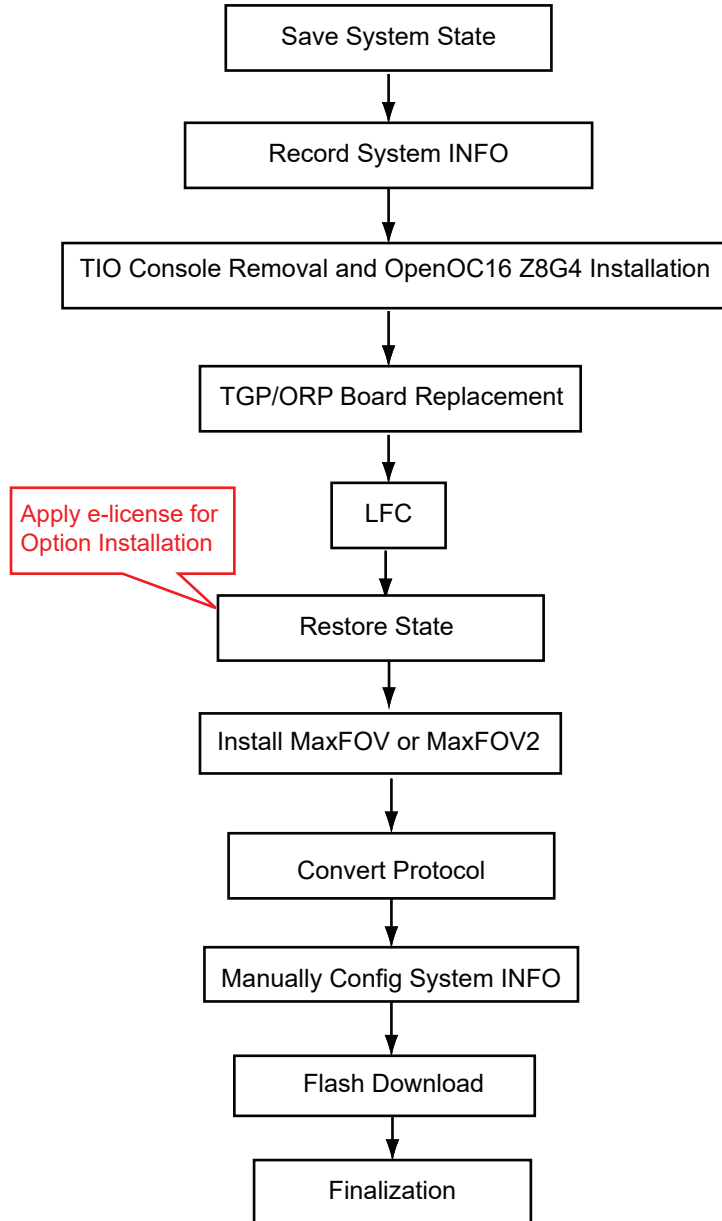 Save System State
Record System INFO
TIO Console Removal and OpenOC16 Z8G4 Installation
TGP/ORP Board Replacement
LFC
Apply e-license for
Option Installation
Restore State
Install MaxFOV or MaxFOV2
Convert Protocol
Manually Config System INFO
Flash Download
Finalization